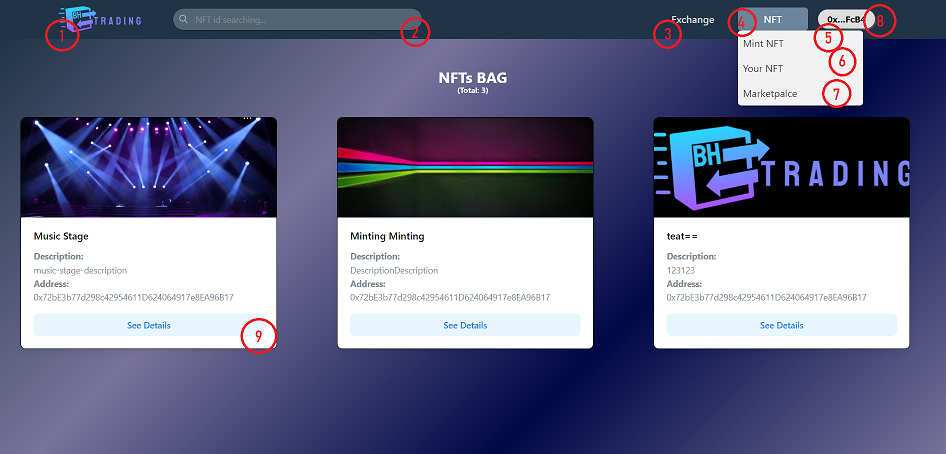 BH
TRADING
NFT id searching...
Exchange
NFT
0x...FcB4
1
2
3
4
5
8
Mint NFT
Your NFT
6
Marketpalce
7
NFTs BAG
(Total: 3)
BH
TRADING
Music Stage
Description:
music-stage-description
Address:
0x72bE3b77d298c42954611D624064917e8EA96B17
See Details
9
Minting Minting
Description:
DescriptionDescription
Address:
0x72bE3b77d298c42954611D624064917e8EA96B17
See Details
teat==
Description:
123123
Address:
0x72bE3b77d298c42954611D624064917e8EA96B17
See Details